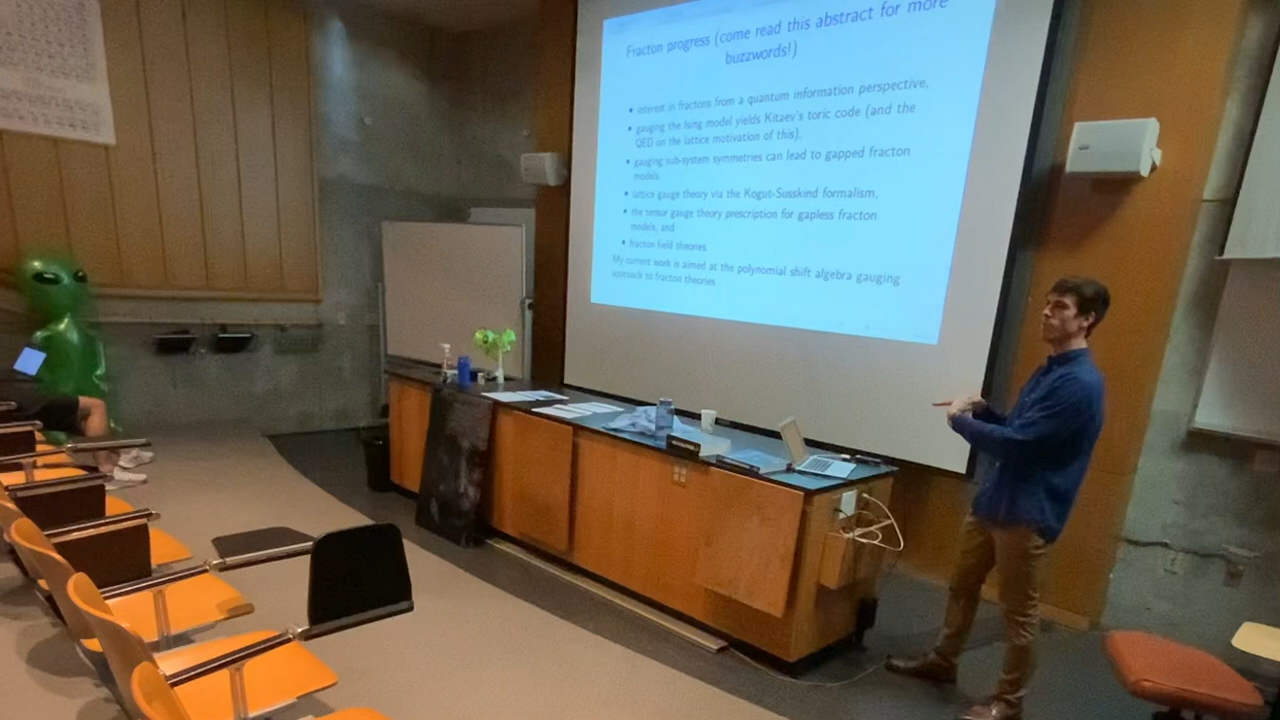 Fracton progress (come read this abstract for more
buzzwords!)
• interest in fractons from a quantum information perspective,
• gauging the Ising model yields Kitaev's toric code (and the
QED on the lattice motivation of this),
• gauging sub-system symmetries can lead to gapped fracton
models
• lattice gauge theory via the Kogut-Susskind formalism,
• the tensor gauge theory prescription for gapless fracton
models, and
• fracton field theories
My current work is aimed at the polynomial shift algebra gauging
approach to fracton theories